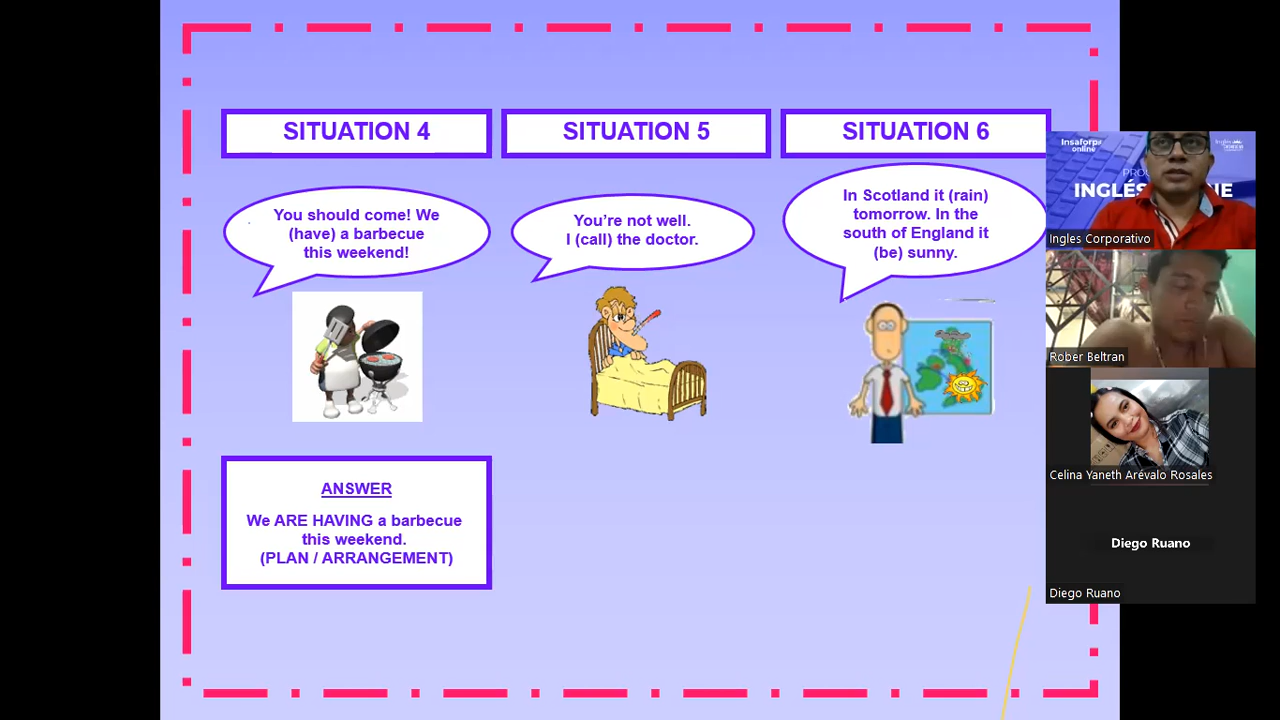 SITUATION 4
You should come! We
(have) a barbecue
this weekend!
SITUATION 5
You're not well.
I (call) the doctor.
SITUATION 6
In Scotland it (rain)
tomorrow. In the
south of England it
(be) sunny.
ANSWER
We ARE HAVING a barbecue
this weekend.
(PLAN / ARRANGEMENT)
Insaforp
online
INGLÉS
Ingles Corporativo
Rober Beltran
Celina Yaneth Arévalo Rosales
Diego Ruano
Diego Ruano